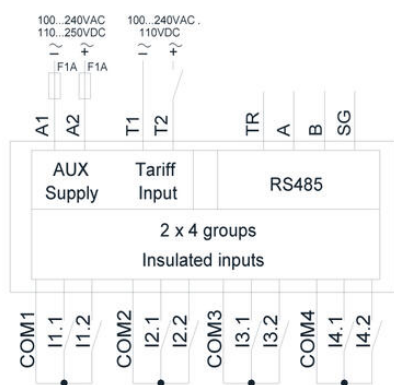 100...240VAC
110...250VDC
100...240VAC .
110VDC
~
– +
~
– +
F1A F1A
A1 A2 T1 T2 TR A B SG
AUX
Supply
Tariff
Input
RS485
2 x 4 groups
Insulated inputs
COM1 I1.1 I1.2 COM2 I2.1 I2.2 COM3 I3.1 I3.2 COM4 I4.1 I4.2